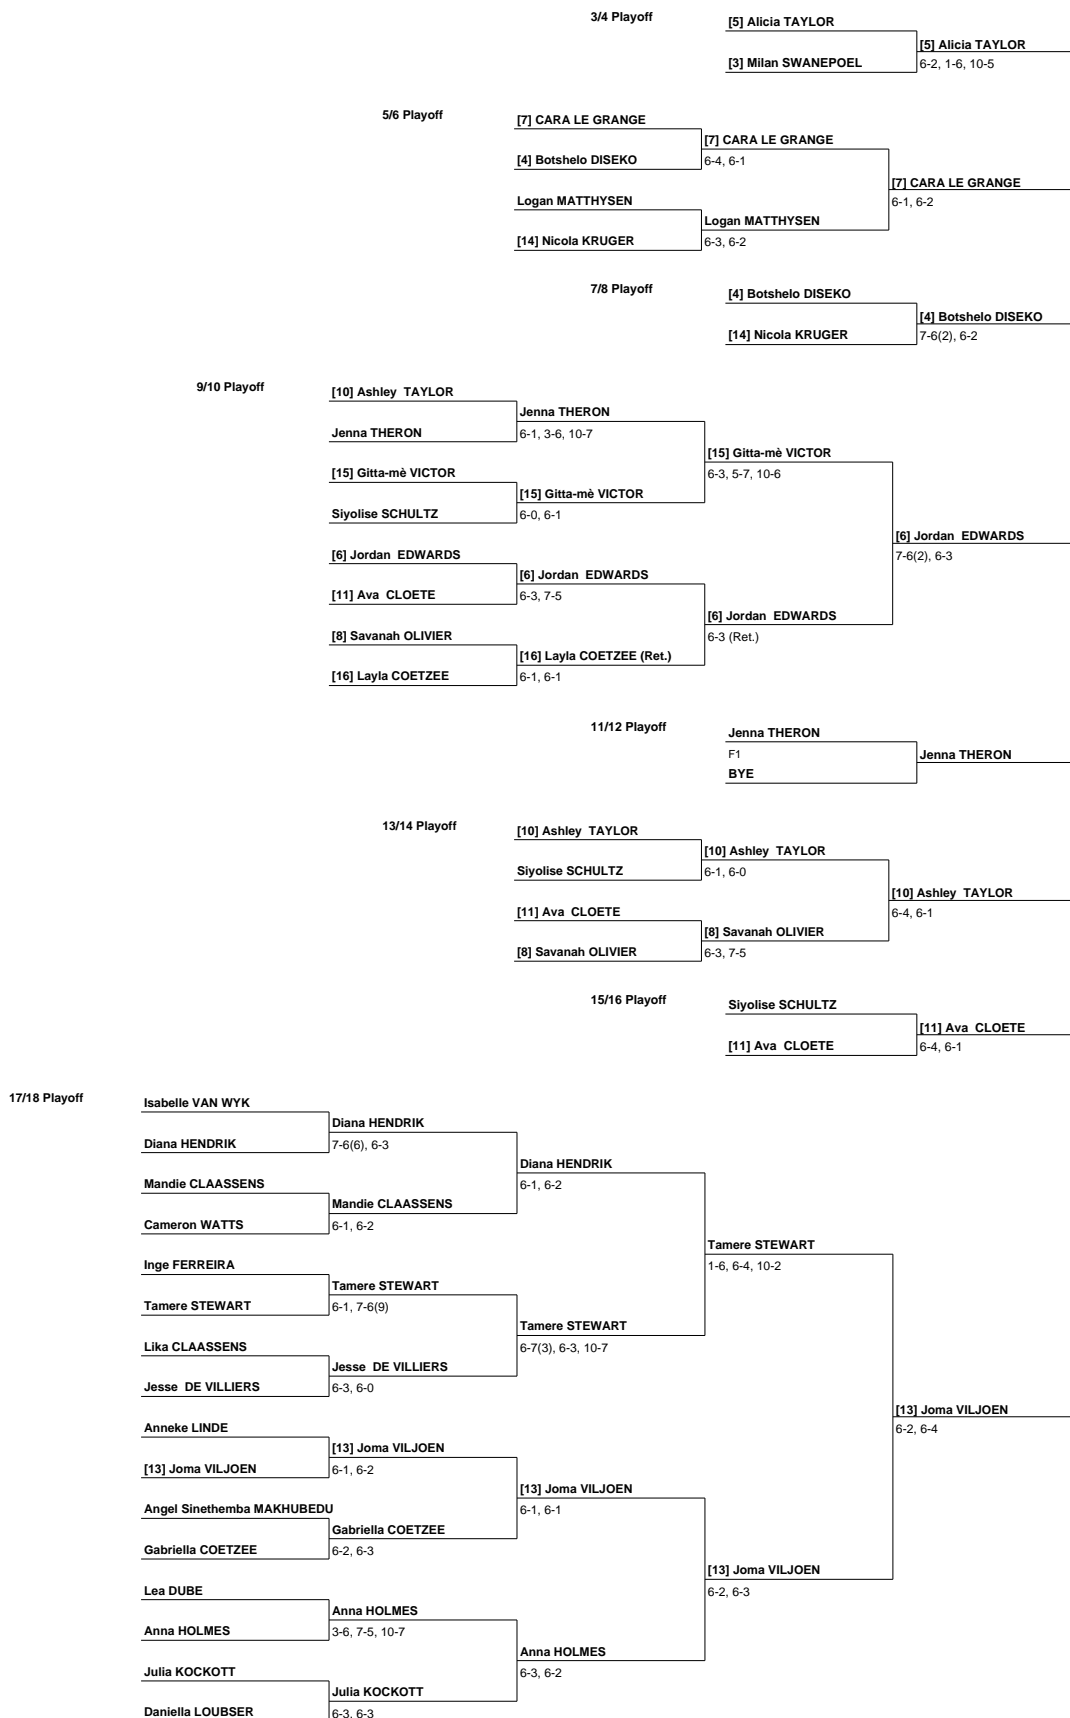 3/4 Playoff
[5] Alicia TAYLOR
[5] Alicia TAYLOR
[3] Milan SWANEPOEL
6-2, 1-6, 10-5
5/6 Playoff
[7] CARA LE GRANGE
[7] CARA LE GRANGE
[4] Botshelo DISEKO
6-4, 6-1
[7] CARA LE GRANGE
Logan MATTHYSEN
6-1, 6-2
Logan MATTHYSEN
[14] Nicola KRUGER
6-3, 6-2
7/8 Playoff
[4] Botshelo DISEKO
[4] Botshelo DISEKO
[14] Nicola KRUGER
7-6(2), 6-2
9/10 Playoff
[10] Ashley TAYLOR
Jenna THERON
Jenna THERON
6-1, 3-6, 10-7
[15] Gitta-mè VICTOR
[15] Gitta-mè VICTOR
6-3, 5-7, 10-6
[15] Gitta-mè VICTOR
Siyolise SCHULTZ
6-0, 6-1
[6] Jordan EDWARDS
[6] Jordan EDWARDS
7-6(2), 6-3
[6] Jordan EDWARDS
[11] Ava CLOETE
6-3, 7-5
[6] Jordan EDWARDS
[8] Savanah OLIVIER
6-3 (Ret.)
[16] Layla COETZEE (Ret.)
[16] Layla COETZEE
6-1, 6-1
11/12 Playoff
Jenna THERON
F1
Jenna THERON
BYE
13/14 Playoff
[10] Ashley TAYLOR
[10] Ashley TAYLOR
Siyolise SCHULTZ
6-1, 6-0
[10] Ashley TAYLOR
[11] Ava CLOETE
6-4, 6-1
[8] Savanah OLIVIER
[8] Savanah OLIVIER
6-3, 7-5
15/16 Playoff
Siyolise SCHULTZ
[11] Ava CLOETE
[11] Ava CLOETE
6-4, 6-1
17/18 Playoff
Isabelle VAN WYK
Diana HENDRIK
Diana HENDRIK
7-6(6), 6-3
Diana HENDRIK
Mandie CLAASSENS
6-1, 6-2
Mandie CLAASSENS
Cameron WATTS
6-1, 6-2
Tamere STEWART
Inge FERREIRA
1-6, 6-4, 10-2
Tamere STEWART
Tamere STEWART
6-1, 7-6(9)
Tamere STEWART
Lika CLAASSENS
6-7(3), 6-3, 10-7
Jesse DE VILLIERS
Jesse DE VILLIERS
6-3, 6-0
[13] Joma VILJOEN
Anneke LINDE
6-2, 6-4
[13] Joma VILJOEN
[13] Joma VILJOEN
6-1, 6-2
[13] Joma VILJOEN
Angel Sinethemba MAKHUBEDU
6-1, 6-1
Gabriella COETZEE
Gabriella COETZEE
6-2, 6-3
[13] Joma VILJOEN
Lea DUBE
6-2, 6-3
Anna HOLMES
Anna HOLMES
3-6, 7-5, 10-7
Anna HOLMES
Julia KOCKOTT
6-3, 6-2
Julia KOCKOTT
Daniella LOUBSER
6-3, 6-3